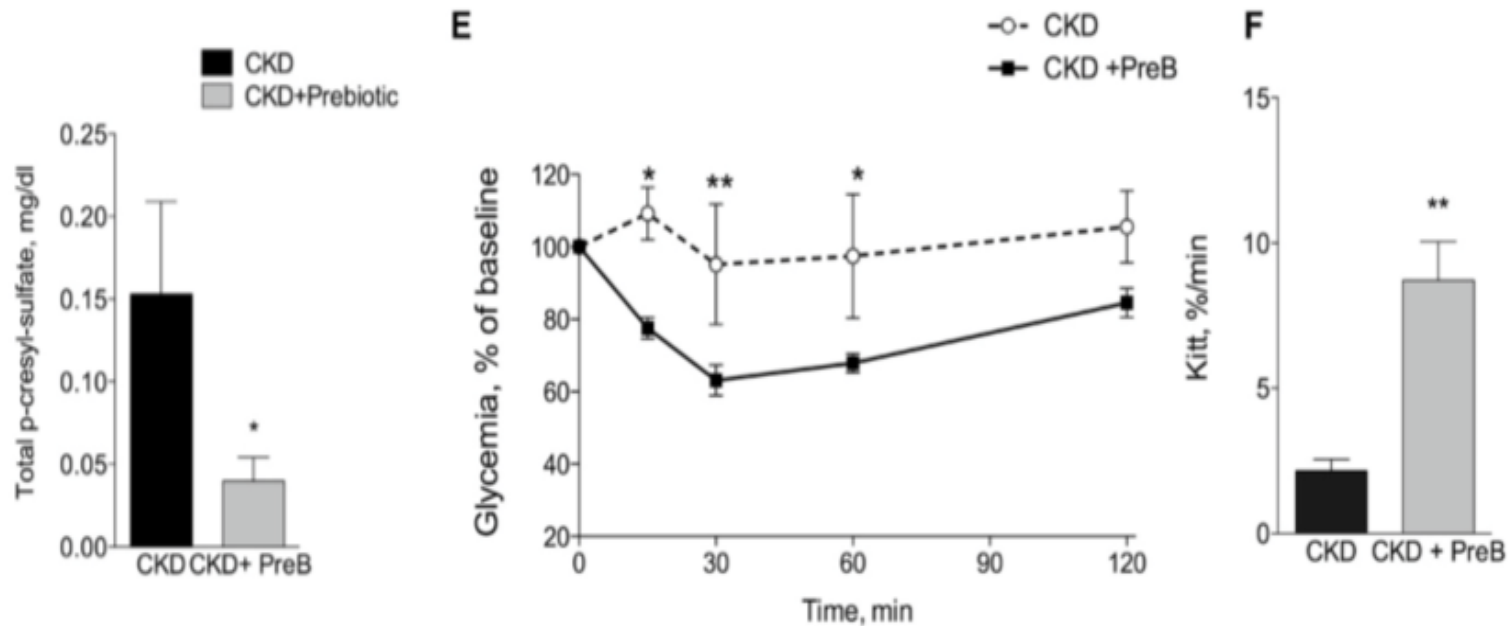 CKD
CKD+Prebiotic
Total p-cresyl-sulfate, mg/dl
0.25
0.20
0.15
0.10
0.05
0.00
*
CKD CKD+ PreB
E
CKD
CKD +PreB
Glycemia, % of baseline
120
100
80
60
40
20
* ** *
0 30 60 90 120
Time, min
F
Kitt, %/min
15
10
5
0
**
CKD CKD + PreB